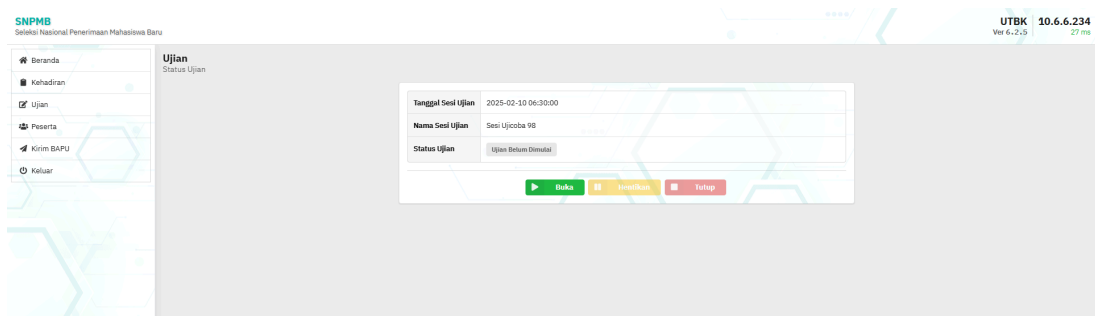 SNPMB
Seleksi Nasional Penerimaan Mahasiswa Baru
UTBK
Ver 6.2.5
10.6.6.234
27 ms
Beranda
Kehadiran
Ujian
Peserta
Kirim BAPU
Keluar
Ujian
Status Ujian
Tanggal Sesi Ujian 2025-02-10 06:30:00
Nama Sesi Ujian Sesi Ujicoba 98
Status Ujian Ujian Belum Dimulai
Buka Hentikan Tutup